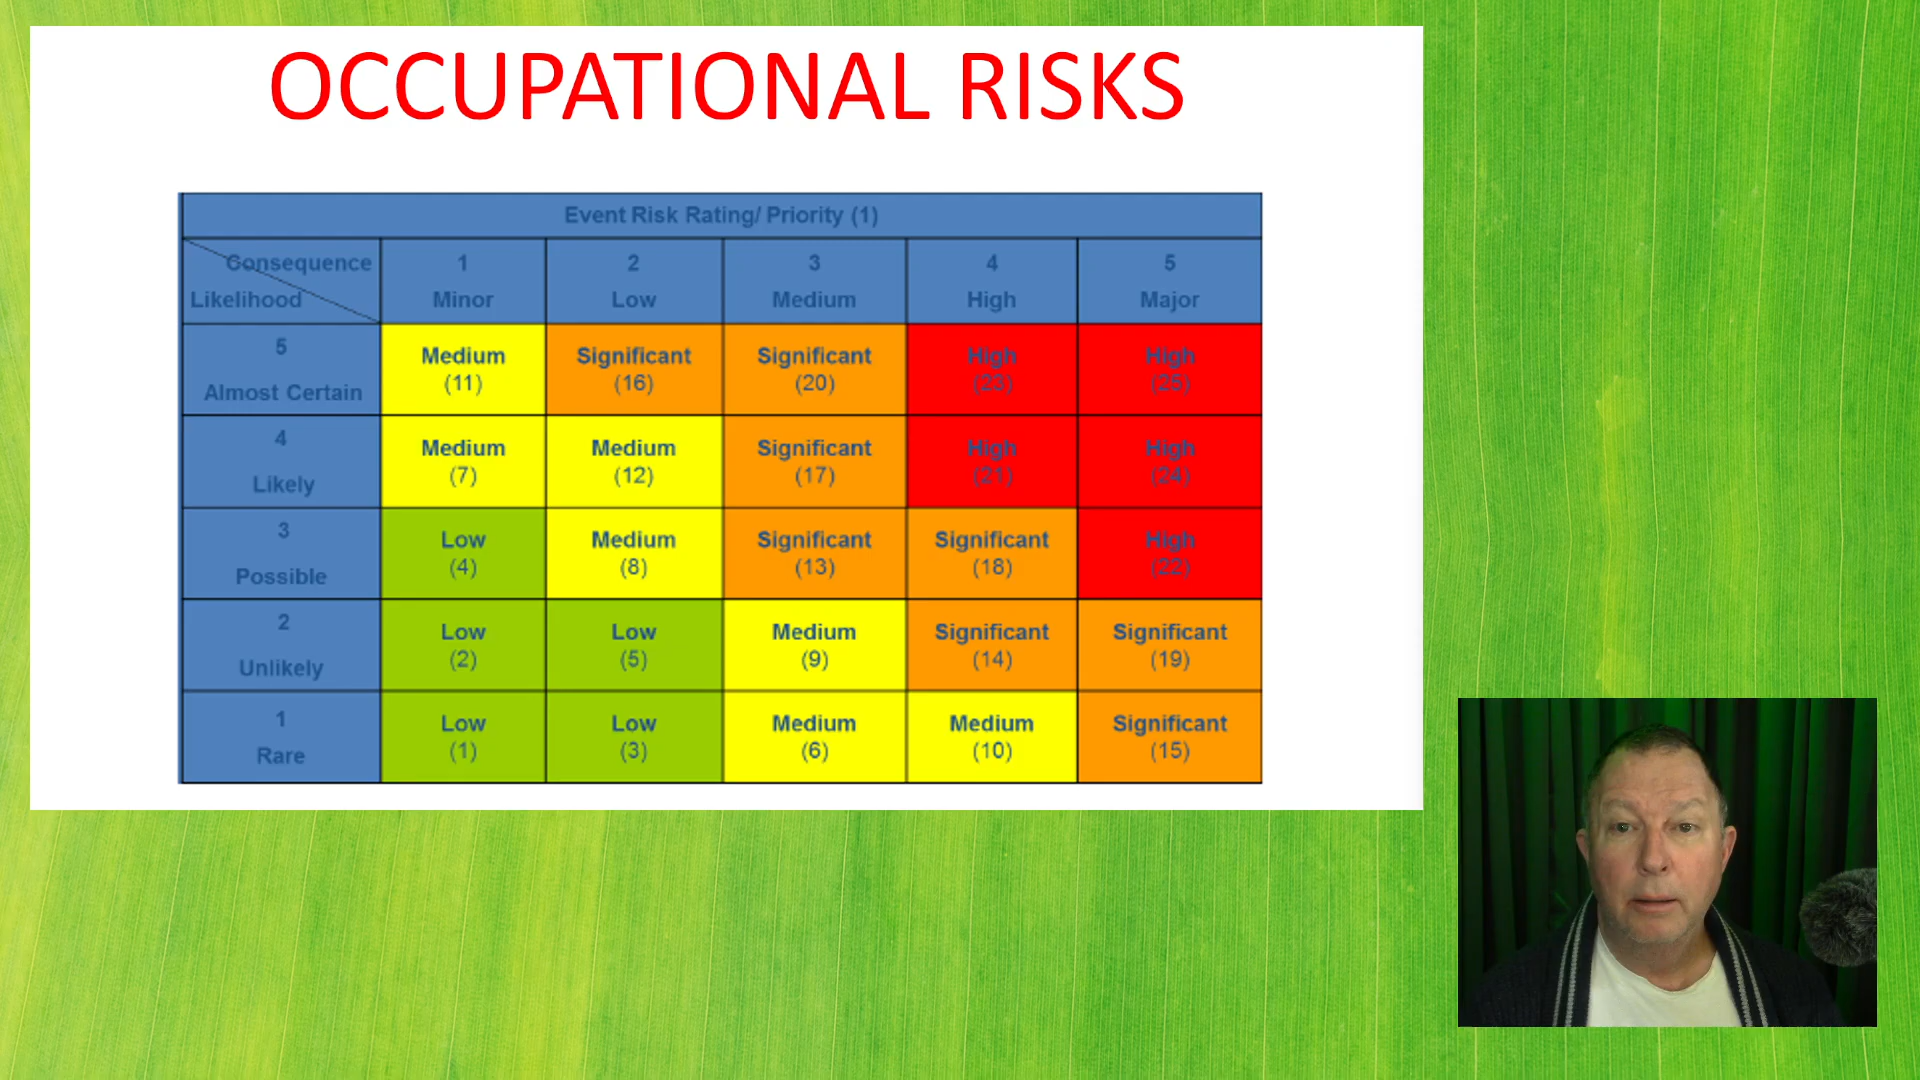 OCCUPATIONAL RISKS
Event Risk Rating/ Priority (1)
Consequence 1 2 3 4 5
Likelihood Minor Low Medium High Major
5 Medium Significant Significant High High
Almost Certain (11) (16) (20) (23) (25)
4 Medium Medium Significant High High
Likely (7) (12) (17) (21) (24)
3 Low Medium Significant Significant High
Possible (4) (8) (13) (18) (22)
2 Low Low Medium Significant Significant
Unlikely (2) (5) (9) (14) (19)
1 Low Low Medium Medium Significant
Rare (1) (3) (6) (10) (15)